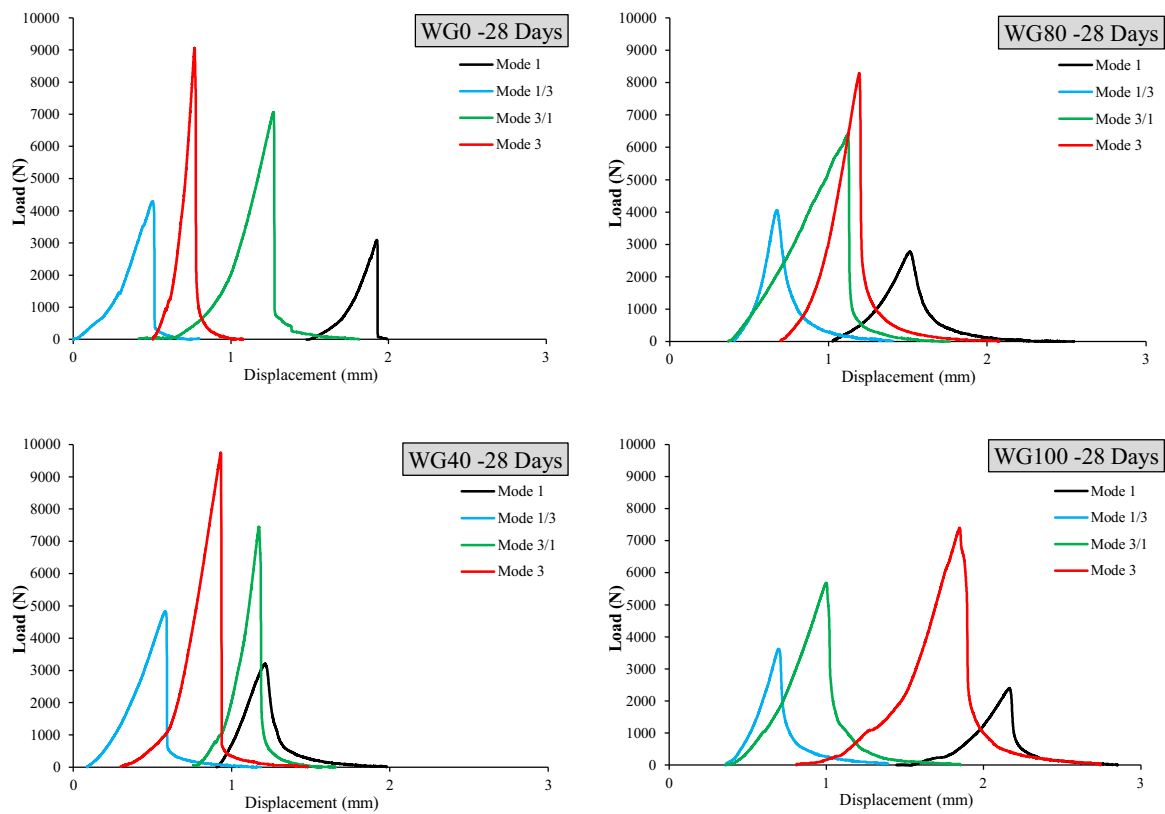 WG0 -28 Days
Load (N)
10000
9000
8000
7000
6000
5000
4000
3000
2000
1000
0
0 1 2 3
Displacement (mm)
Mode 1
Mode 1/3
Mode 3/1
Mode 3
WG80 -28 Days
Load (N)
10000
9000
8000
7000
6000
5000
4000
3000
2000
1000
0
0 1 2 3
Displacement (mm)
Mode 1
Mode 1/3
Mode 3/1
Mode 3
WG40 -28 Days
Load (N)
10000
9000
8000
7000
6000
5000
4000
3000
2000
1000
0
0 1 2 3
Displacement (mm)
Mode 1
Mode 1/3
Mode 3/1
Mode 3
WG100 -28 Days
Load (N)
10000
9000
8000
7000
6000
5000
4000
3000
2000
1000
0
0 1 2 3
Displacement (mm)
Mode 1
Mode 1/3
Mode 3/1
Mode 3